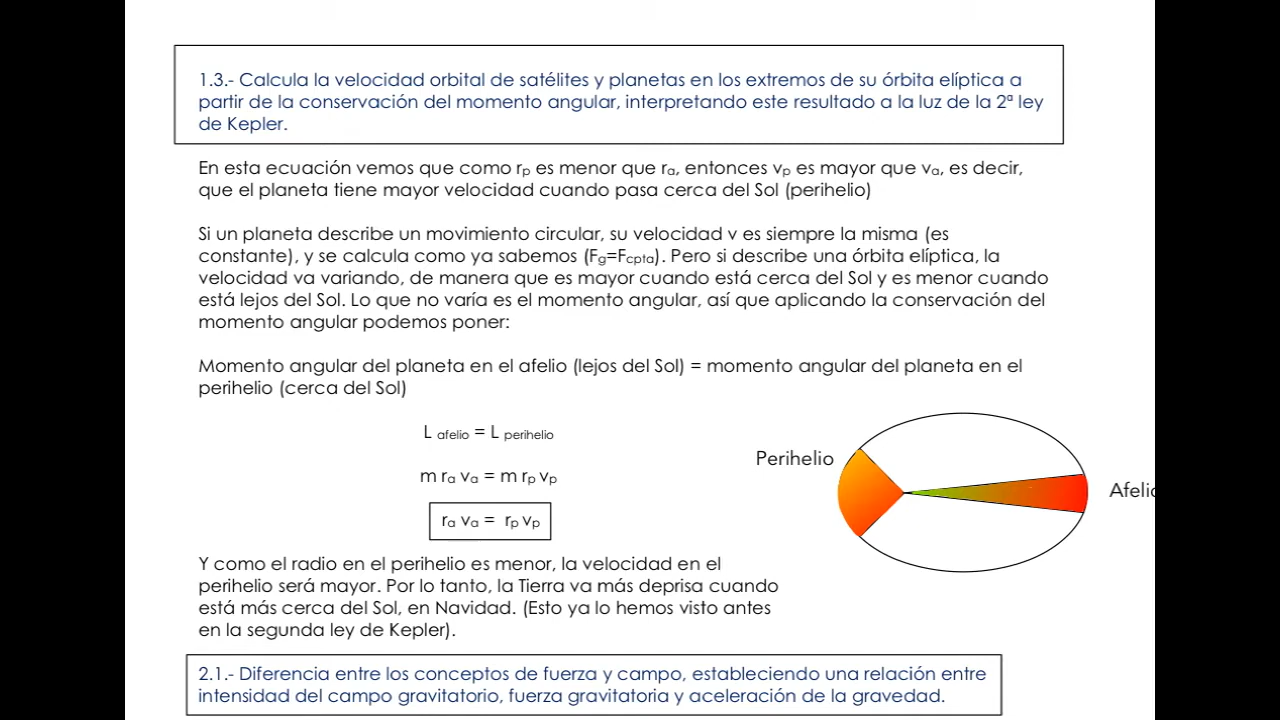 1.3.- Calcula la velocidad orbital de satélites y planetas en los extremos de su órbita elíptica a
partir de la conservación del momento angular, interpretando este resultado a la luz de la 2ª ley
de Kepler.
En esta ecuación vemos que como rp es menor que ra, entonces vp es mayor que va, es decir,
que el planeta tiene mayor velocidad cuando pasa cerca del Sol (perihelio)
Si un planeta describe un movimiento circular, su velocidad v es siempre la misma (es
constante), y se calcula como ya sabemos (Fg=Fcpta). Pero si describe una órbita elíptica, la
velocidad va variando, de manera que es mayor cuando está cerca del Sol y es menor cuando
está lejos del Sol. Lo que no varía es el momento angular, así que aplicando la conservación del
momento angular podemos poner:
Momento angular del planeta en el afelio (lejos del Sol) = momento angular del planeta en el
perihelio (cerca del Sol)
L afelio = L perihelio
m ra va = m rp vp
ra va = rp vp
Perihelio
Afelio
Y como el radio en el perihelio es menor, la velocidad en el
perihelio será mayor. Por lo tanto, la Tierra va más deprisa cuando
está más cerca del Sol, en Navidad. (Esto ya lo hemos visto antes
en la segunda ley de Kepler).
2.1.- Diferencia entre los conceptos de fuerza y campo, estableciendo una relación entre
intensidad del campo gravitatorio, fuerza gravitatoria y aceleración de la gravedad.